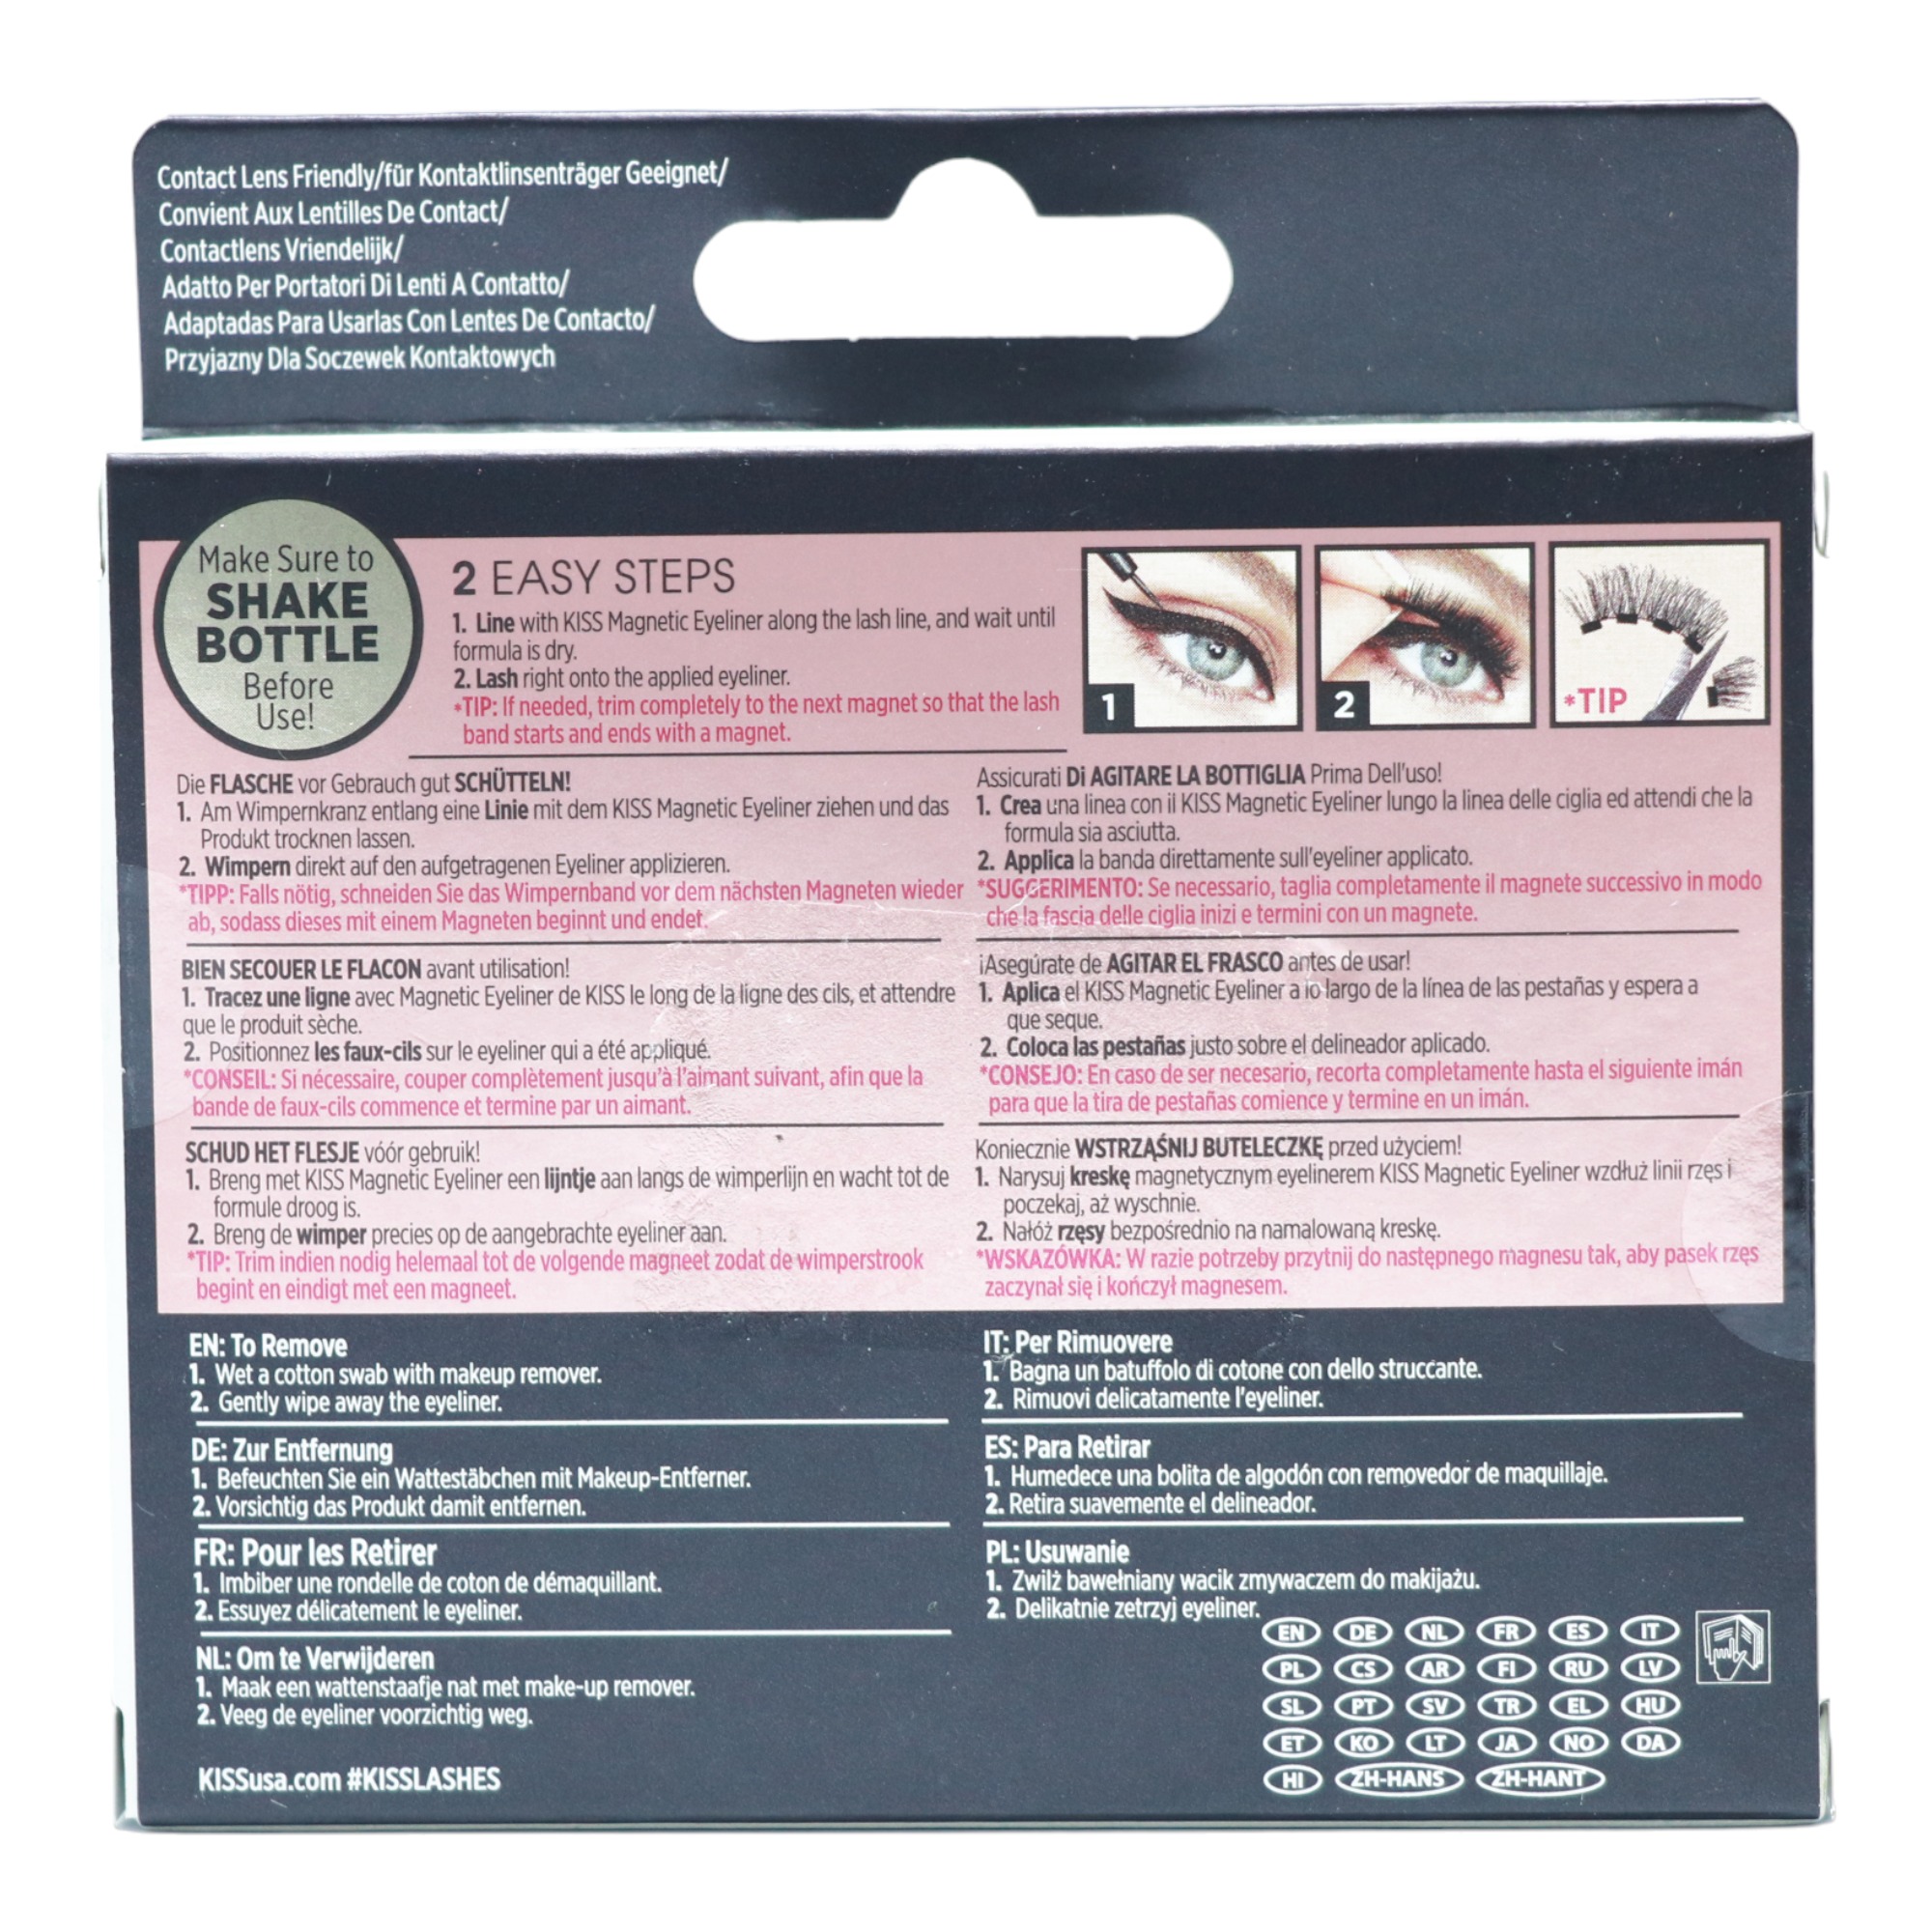 Contact Lens Friendly/für Kontaktlinsenträger Geeignet/
Convient Aux Lentilles De Contact/
Contactlens Vriendelijk/
Adatto Per Portatori Di Lenti A Contatto/
Adaptadas Para Usarlas Con Lentes De Contacto/
Przyjazny Dla Soczewek Kontaktowych
Make Sure to
SHAKE
BOTTLE
Before
Use!
2 EASY STEPS
1. Line with KISS Magnetic Eyeliner along the lash line, and wait until
formula is dry.
2. Lash right onto the applied eyeliner.
*TIP: If needed, trim completely to the next magnet so that the lash
band starts and ends with a magnet.
1
2
*TIP
Die FLASCHE vor Gebrauch gut SCHÜTTELN!
1. Am Wimpernkranz entlang eine Linie mit dem KISS Magnetic Eyeliner ziehen und das
Produkt trocknen lassen.
2. Wimpern direkt auf den aufgetragenen Eyeliner applizieren.
*TIPP: Falls nötig, schneiden Sie das Wimpernband vor dem nächsten Magneten wieder
ab, sodass dieses mit einem Magneten beginnt und endet.
BIEN SECOUER LE FLACON avant utilisation!
1. Tracez une ligne avec Magnetic Eyeliner de KISS le long de la ligne des cils, et attendre
que le produit sèche.
2. Positionnez les faux-cils sur le eyeliner qui a été appliqué.
*CONSEIL: Si nécessaire, couper complètement jusqu'à l'aimant suivant, afin que la
bande de faux-cils commence et termine par un aimant.
SCHUD HET FLESJE vóór gebruik!
1. Breng met KISS Magnetic Eyeliner een lijntje aan langs de wimperlijn en wacht tot de
formule droog is.
2. Breng de wimper precies op de aangebrachte eyeliner aan.
*TIP: Trim indien nodig helemaal tot de volgende magneet zodat de wimperstrook
begint en eindigt met een magneet.
Assicurati Di AGITARE LA BOTTIGLIA Prima Dell'uso!
1. Crea una linea con il KISS Magnetic Eyeliner lungo la linea delle ciglia ed attendi che la
formula sia asciutta.
2. Applica la banda direttamente sull'eyeliner applicato.
*SUGGERIMENTO: Se necessario, taglia completamente il magnete successivo in modo
che la fascia delle ciglia inizi e termini con un magnete.
¡Asegúrate de AGITAR EL FRASCO antes de usar!
1. Aplica el KISS Magnetic Eyeliner a lo largo de la línea de las pestañas y espera a
que seque.
2. Coloca las pestañas justo sobre el delineador aplicado.
*CONSEJO: En caso de ser necesario, recorta completamente hasta el siguiente imán
para que la tira de pestañas comience y termine en un imán.
Koniecznie WSTRZĄŚNIJ BUTELECZKĘ przed użyciem!
1. Narysuj kreskę magnetycznym eyelinerem KISS Magnetic Eyeliner wzdłuż linii rzęs i
poczekaj, aż wyschnie.
2. Nałóż rzęsy bezpośrednio na namalowaną kreskę.
*WSKAZÓWKA: W razie potrzeby przytnij do następnego magnesu tak, aby pasek rzęs
zaczynał się i kończył magnesem.
EN: To Remove
1. Wet a cotton swab with makeup remover.
2. Gently wipe away the eyeliner.
DE: Zur Entfernung
1. Befeuchten Sie ein Wattestäbchen mit Makeup-Entferner.
2. Vorsichtig das Produkt damit entfernen.
FR: Pour les Retirer
1. Imbiber une rondelle de coton de démaquillant.
2. Essuyez délicatement le eyeliner.
NL: Om te Verwijderen
1. Maak een wattenstaafje nat met make-up remover.
2. Veeg de eyeliner voorzichtig weg.
KISSusa.com #KISSLASHES
IT: Per Rimuovere
1. Bagna un batuffolo di cotone con dello struccante.
2. Rimuovi delicatamente l'eyeliner.
ES: Para Retirar
1. Humedece una bolita de algodón con removedor de maquillaje.
2. Retira suavemente el delineador.
PL: Usuwanie
1. Zwilż bawełniany wacik zmywaczem do makijażu.
2. Delikatnie zetrzyj eyeliner.
EN DE NL FR ES IT
PL CS AR FI RU LV
SL PT SV TR EL HU
ET KO LT JA NO DA
HI ZH-HANS ZH-HANT